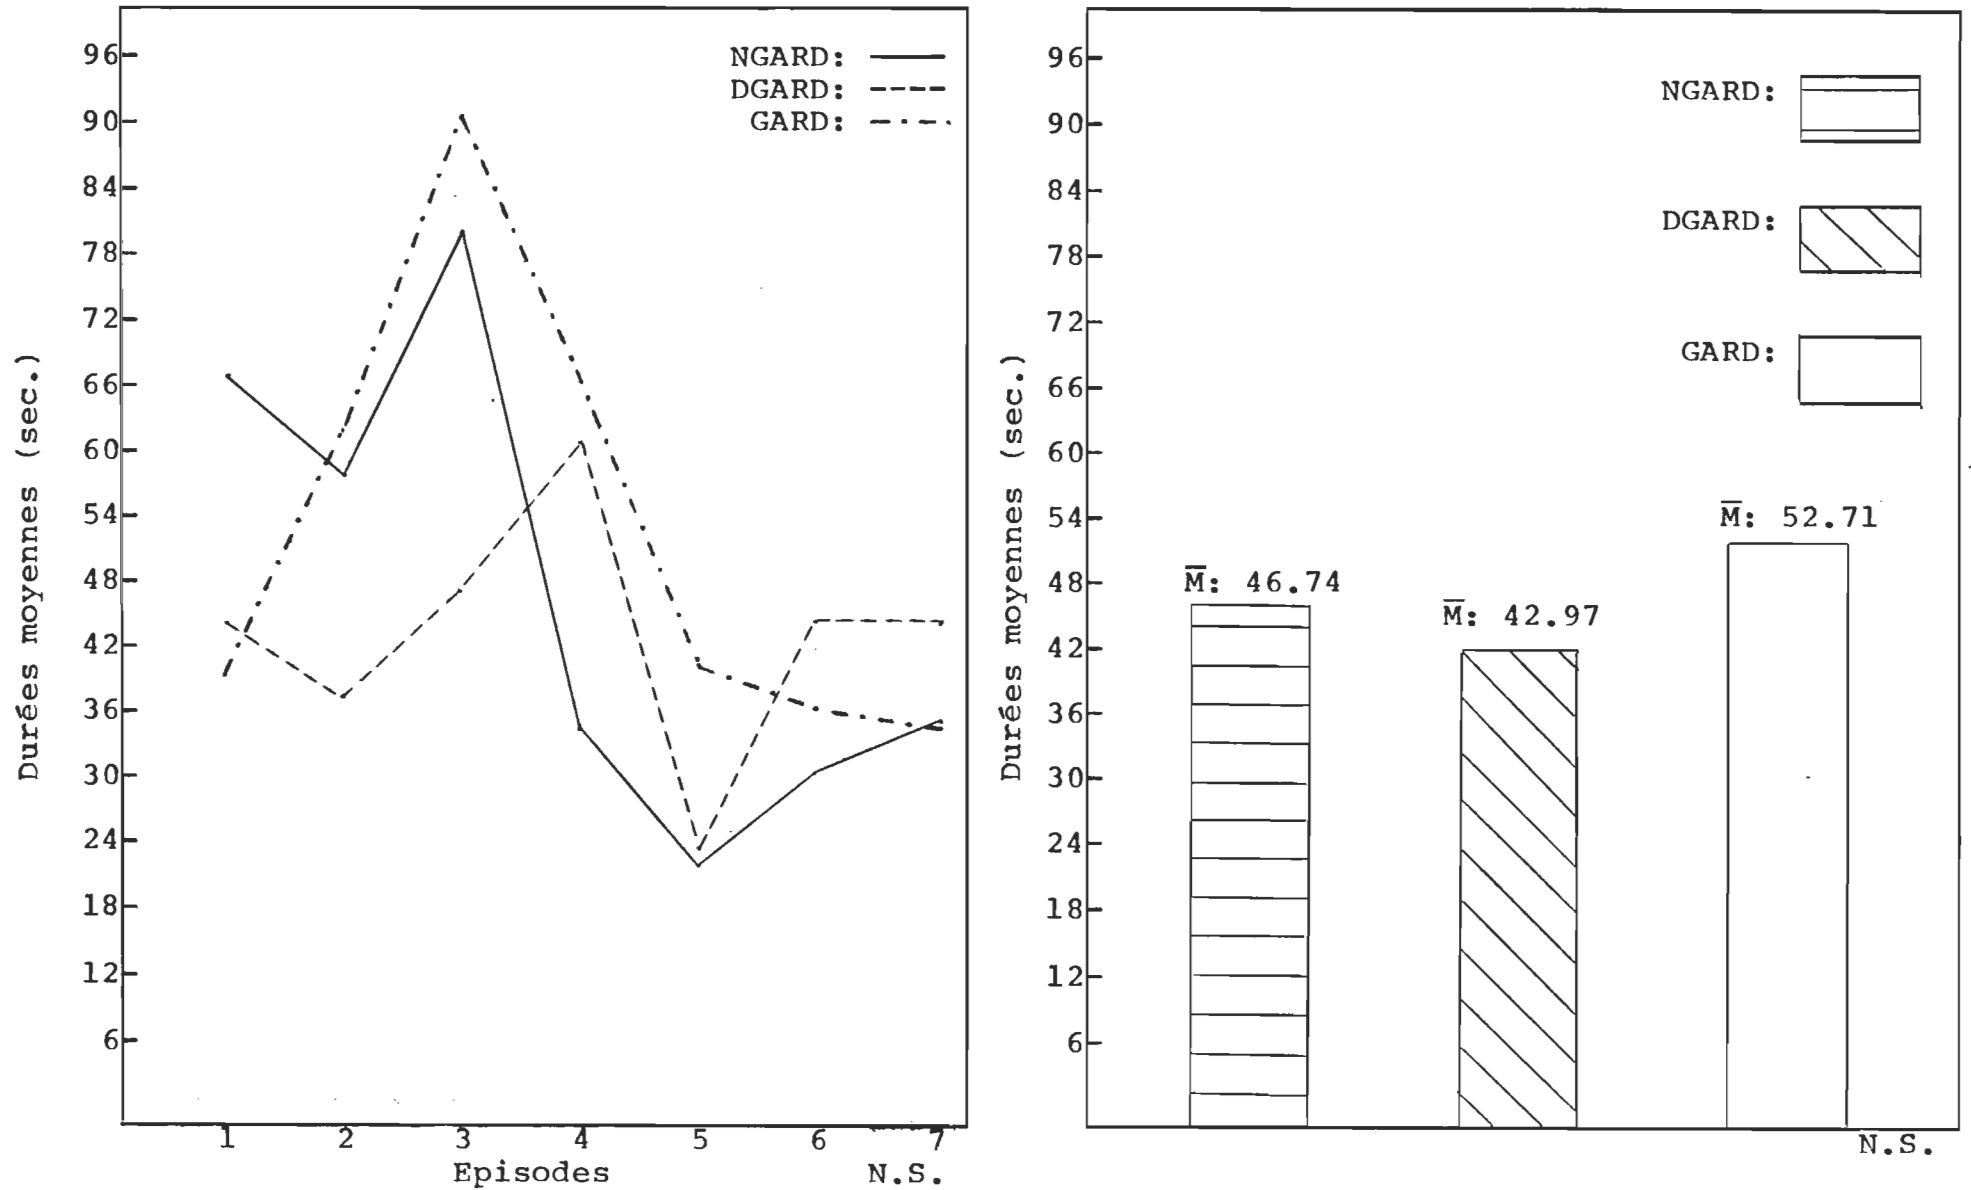 Durées moyennes (sec.)
96
90
84
78
72
66
60
54
48
42
36
30
24
18
12
6
NGARD:
DGARD:
GARD:
1 2 3 4 5 6 7
Episodes N.S.
Durées moyennes (sec.)
96
90
84
78
72
66
60
54
48
42
36
30
24
18
12
6
NGARD:
DGARD:
GARD:
M̅: 46.74
M̅: 42.97
M̅: 52.71
N.S.